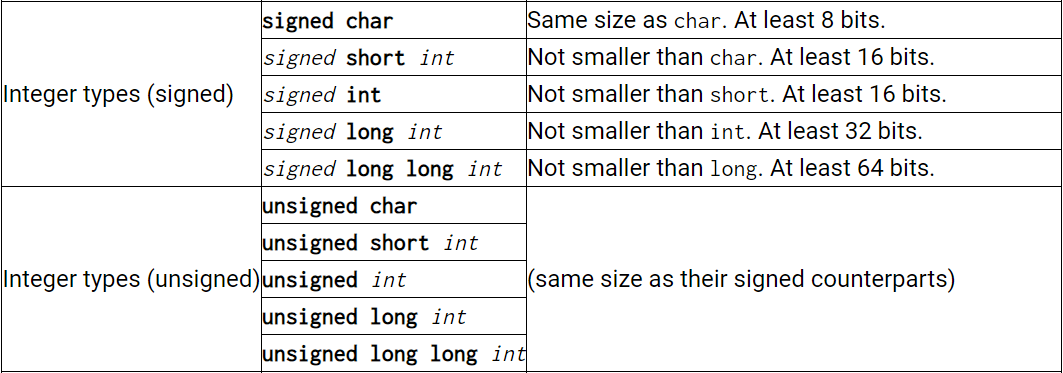 signed char Same size as char. At least 8 bits.
signed short int Not smaller than char. At least 16 bits.
Integer types (signed) signed int Not smaller than short. At least 16 bits.
signed long int Not smaller than int. At least 32 bits.
signed long long int Not smaller than long. At least 64 bits.
unsigned char
unsigned short int
Integer types (unsigned) unsigned int (same size as their signed counterparts)
unsigned long int
unsigned long long int